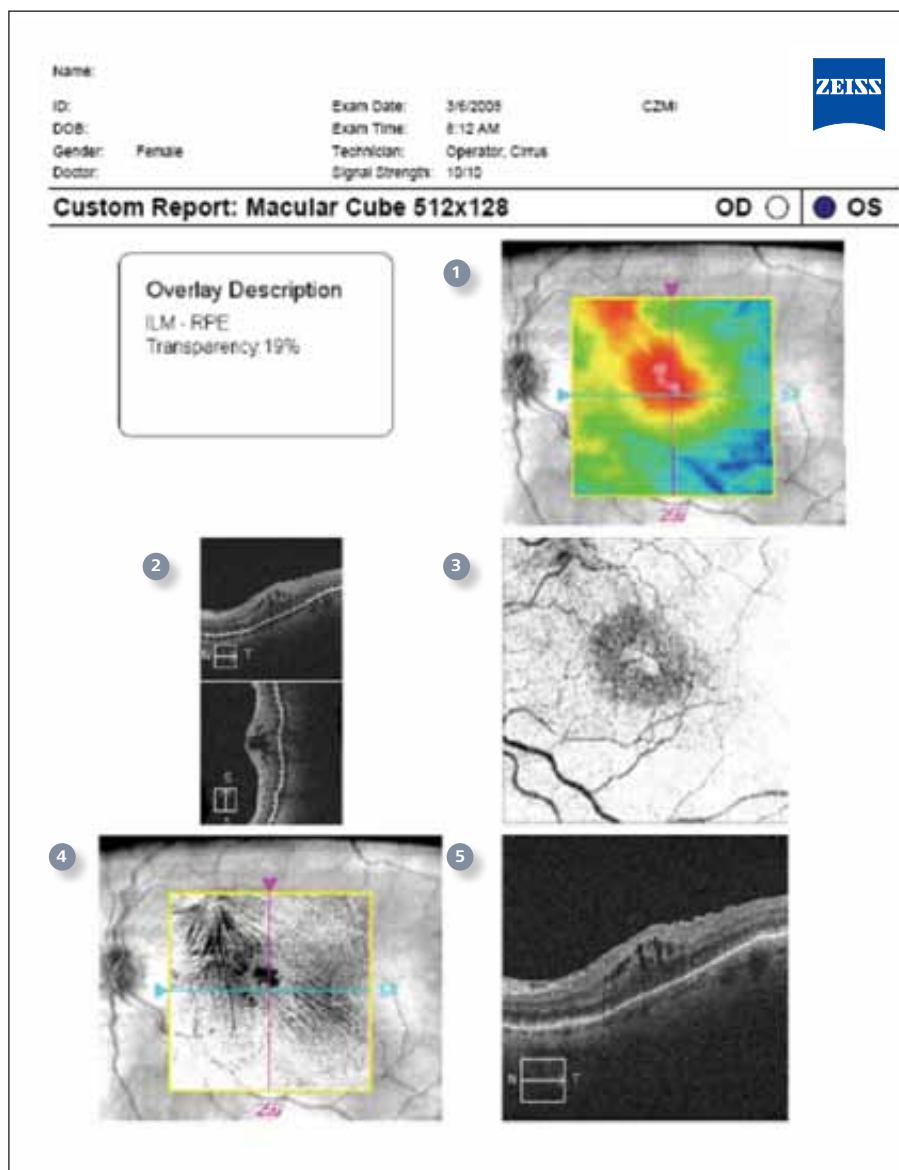 Name:
ZEISS
ID: Exam Date: 3/6/2008 CZMI
DOB: Exam Time: 8:12 AM
Gender: Female Technician: Operator, Cirrus
Doctor: Signal Strength: 10/10
Custom Report: Macular Cube 512x128 OD OS
Overlay Description
ILM - RPE
Transparency:19%
1
2
3
N T
S
4
5
N T